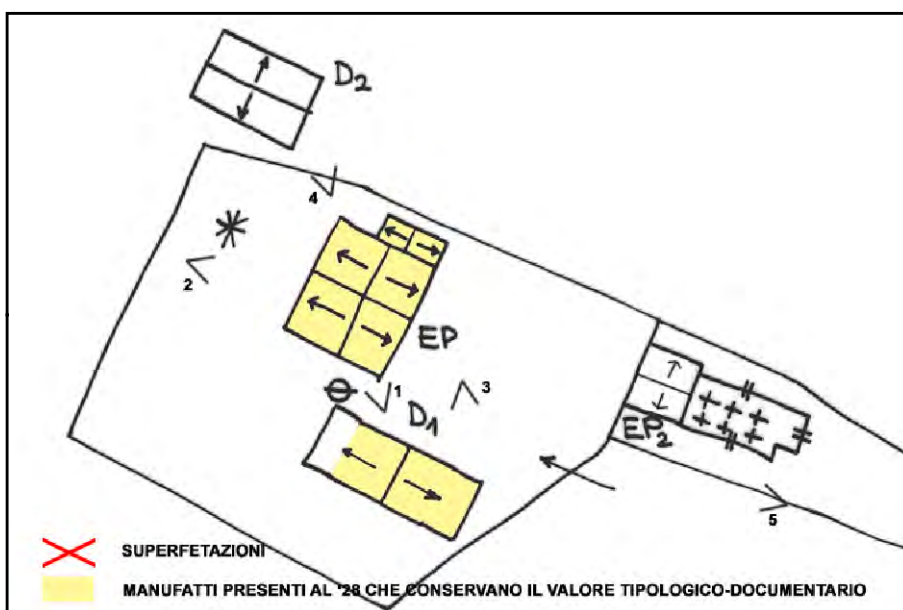 D2
4
2
EP
1
3
D1
EP2
5
SUPERFETAZIONI
MANUFATTI PRESENTI AL '28 CHE CONSERVANO IL VALORE TIPOLOGICO-DOCUMENTARIO